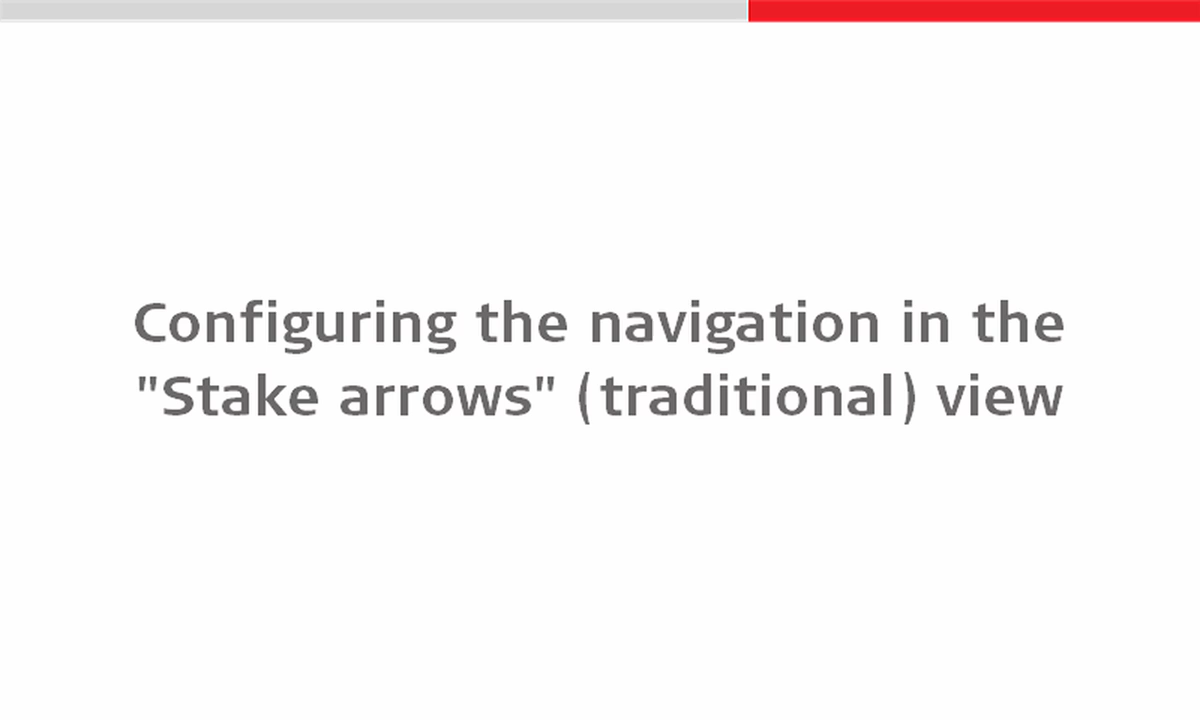 Configuring the navigation in the
"Stake arrows" (traditional) view